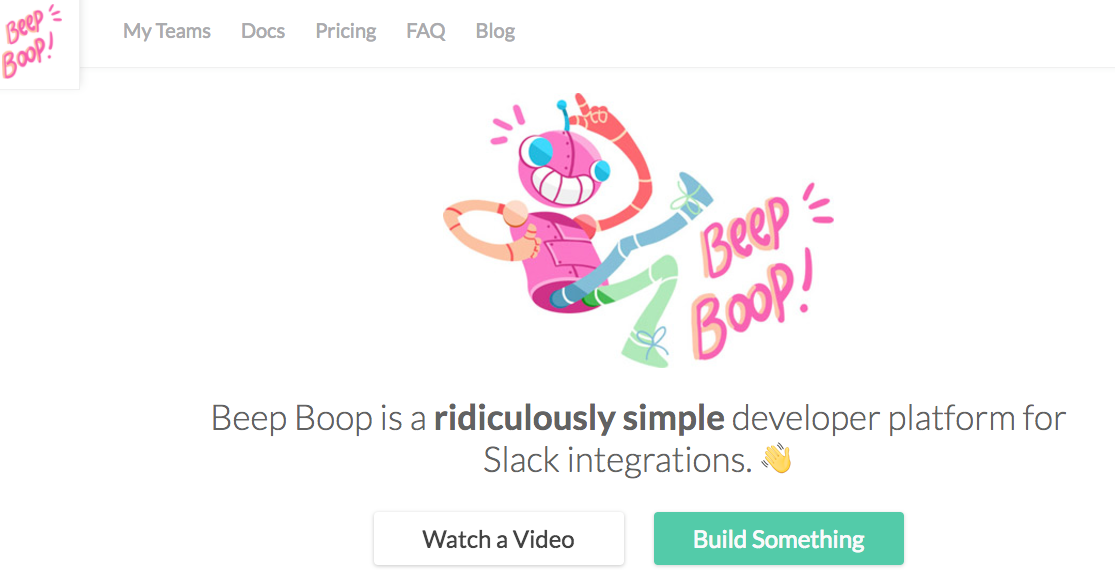 Beep
Boop!
My Teams Docs Pricing FAQ Blog
Beep
Boop!
Beep Boop is a ridiculously simple developer platform for
Slack integrations. 👋
Watch a Video Build Something